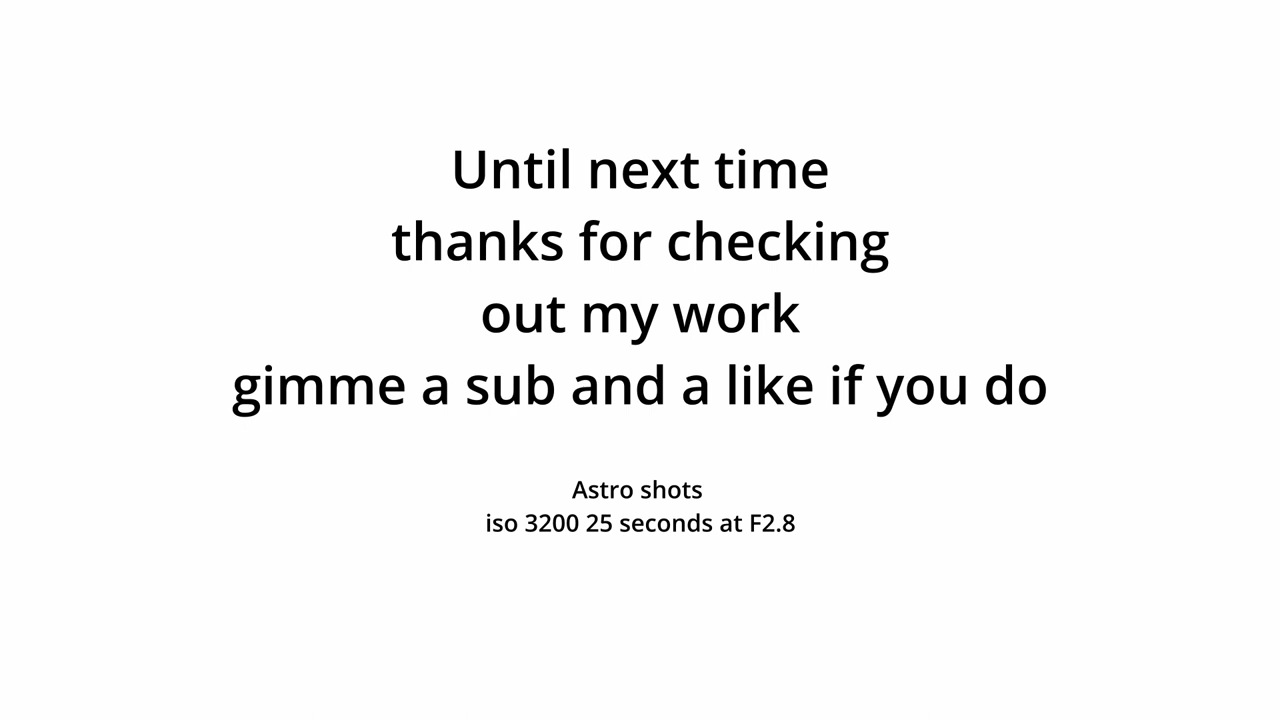 Until next time
thanks for checking
out my work
gimme a sub and a like if you do
Astro shots
iso 3200 25 seconds at F2.8